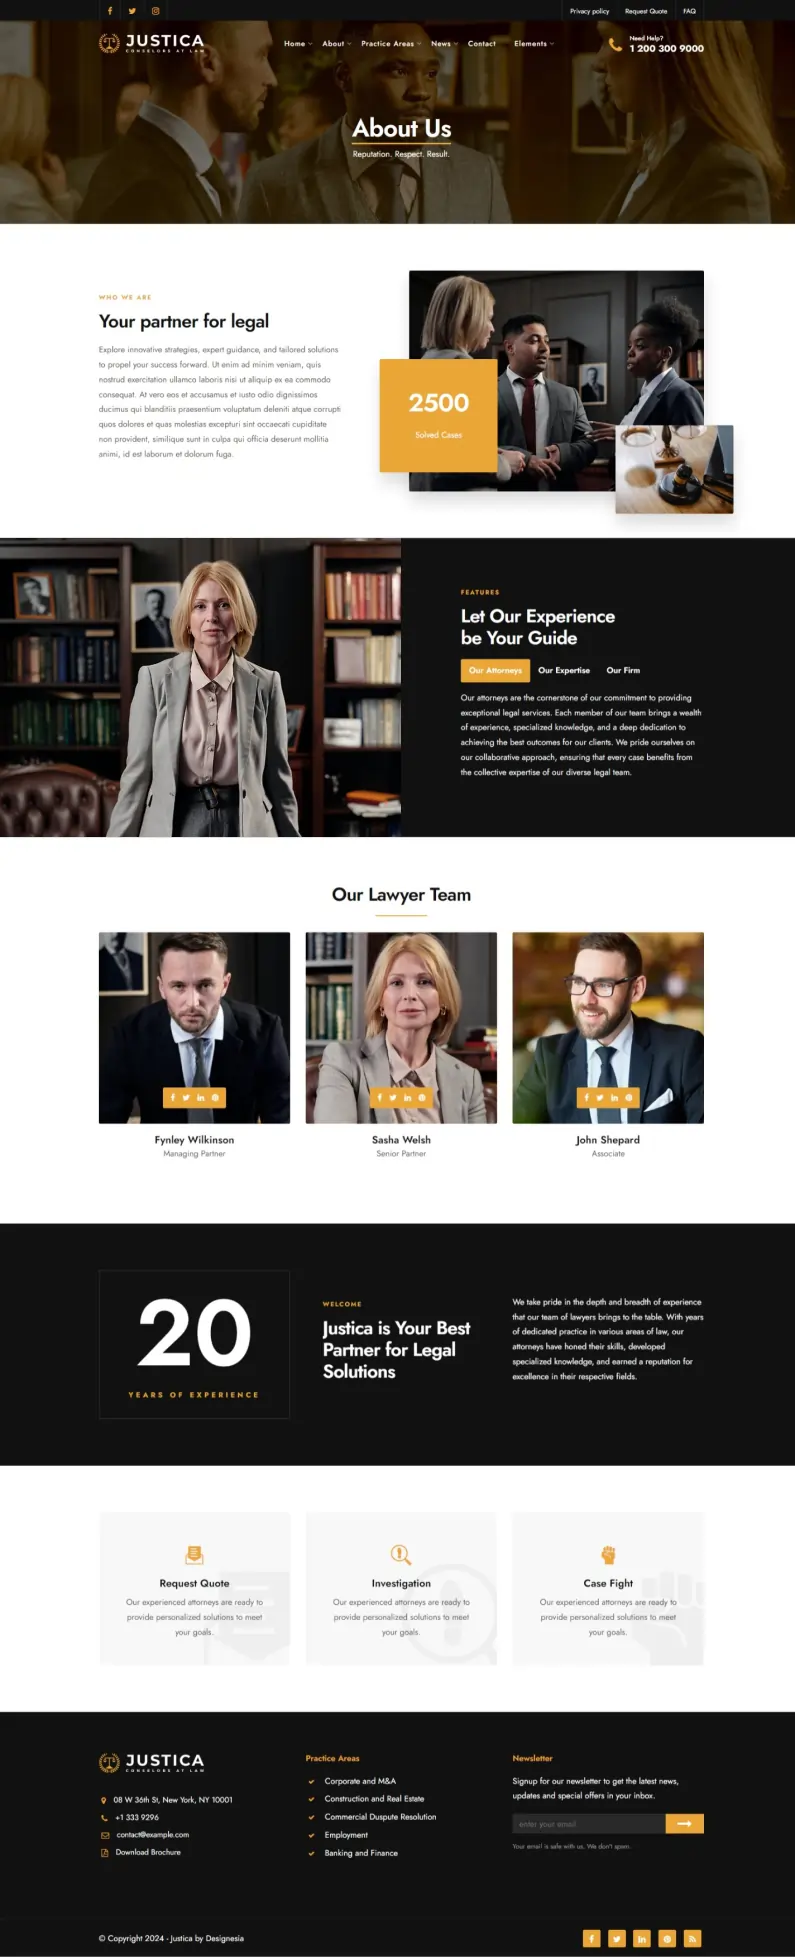 Privacy policy Request Quote FAQ
JUSTICA
CONSELORS AT LAW
Home About Practice Areas News Contact Elements
Need Help?
1 200 300 9000
About Us
Reputation. Respect. Result.
WHO WE ARE
Your partner for legal
Explore innovative strategies, expert guidance, and tailored solutions
to propel your success forward. Ut enim ad minim veniam, quis
nostrud exercitation ullamco laboris nisi ut aliquip ex ea commodo
consequat. At vero eos et accusamus et iusto odio dignissimos
ducimus qui blanditiis praesentium voluptatum deleniti atque corrupti
quos dolores et quas molestias excepturi sint occaecati cupiditate
non provident, similique sunt in culpa qui officia deserunt mollitia
animi, id est laborum et dolorum fuga.
2500
Solved Cases
FEATURES
Let Our Experience
be Your Guide
Our Attorneys Our Expertise Our Firm
Our attorneys are the cornerstone of our commitment to providing
exceptional legal services. Each member of our team brings a wealth
of experience, specialized knowledge, and a deep dedication to
achieving the best outcomes for our clients. We pride ourselves on
our collaborative approach, ensuring that every case benefits from
the collective expertise of our diverse legal team.
Our Lawyer Team
Fynley Wilkinson
Managing Partner
Sasha Welsh
Senior Partner
John Shepard
Associate
20
YEARS OF EXPERIENCE
WELCOME
Justica is Your Best
Partner for Legal
Solutions
We take pride in the depth and breadth of experience
that our team of lawyers brings to the table. With years
of dedicated practice in various areas of law, our
attorneys have honed their skills, developed
specialized knowledge, and earned a reputation for
excellence in their respective fields.
Request Quote
Our experienced attorneys are ready to
provide personalized solutions to meet
your goals.
Investigation
Our experienced attorneys are ready to
provide personalized solutions to meet
your goals.
Case Fight
Our experienced attorneys are ready to
provide personalized solutions to meet
your goals.
JUSTICA
CONSELORS AT LAW
08 W 36th St, New York, NY 10001
+1 333 9296
contact@example.com
Download Brochure
Practice Areas
Corporate and M&A
Construction and Real Estate
Commercial Duspute Resolution
Employment
Banking and Finance
Newsletter
Signup for our newsletter to get the latest news,
updates and special offers in your inbox.
enter your email
Your email is safe with us. We don't spam.
© Copyright 2024 - Justica by Designesia